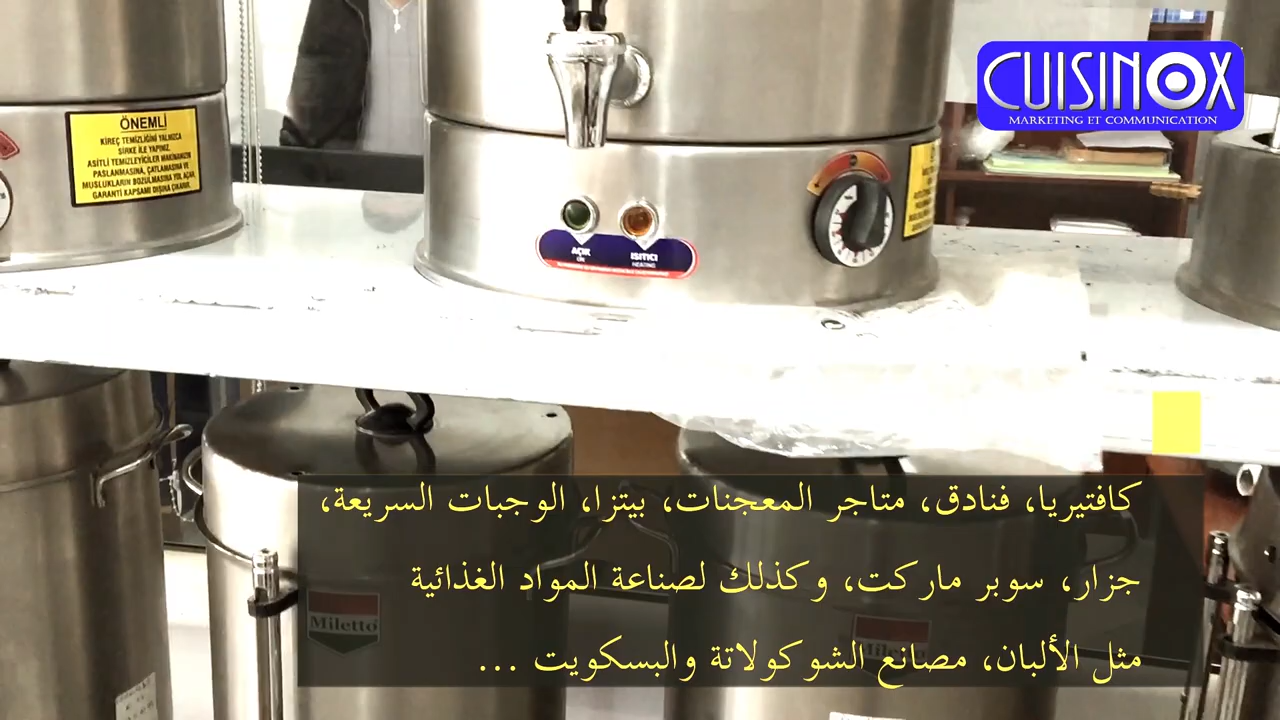 CUISINOX
MARKETING ET COMMUNICATION
ÖNEMLİ
KİREÇ TEMİZLİĞİNİ YALNIZCA
SİRKE İLE YAPINIZ.
ASİTLİ TEMİZLEYİCİLER MAKİNANIZIN
PASLANMASINA, ÇATLAMASINA VE
MUSLUKLARIN BOZULMASINA YOL AÇAR,
GARANTİ KAPSAMI DIŞINA ÇIKARIR.
AÇIK
ON
ISITICI
HEATING
كافتيريا، فنادق، متاجر المعجنات، بيتزا، الوجبات السريعة،
جزار، سوبر ماركت، وكذلك لصناعة المواد الغذائية
مثل الألبان، مصانع الشوكولاتة والبسكويت ...
Miletto
Miletto